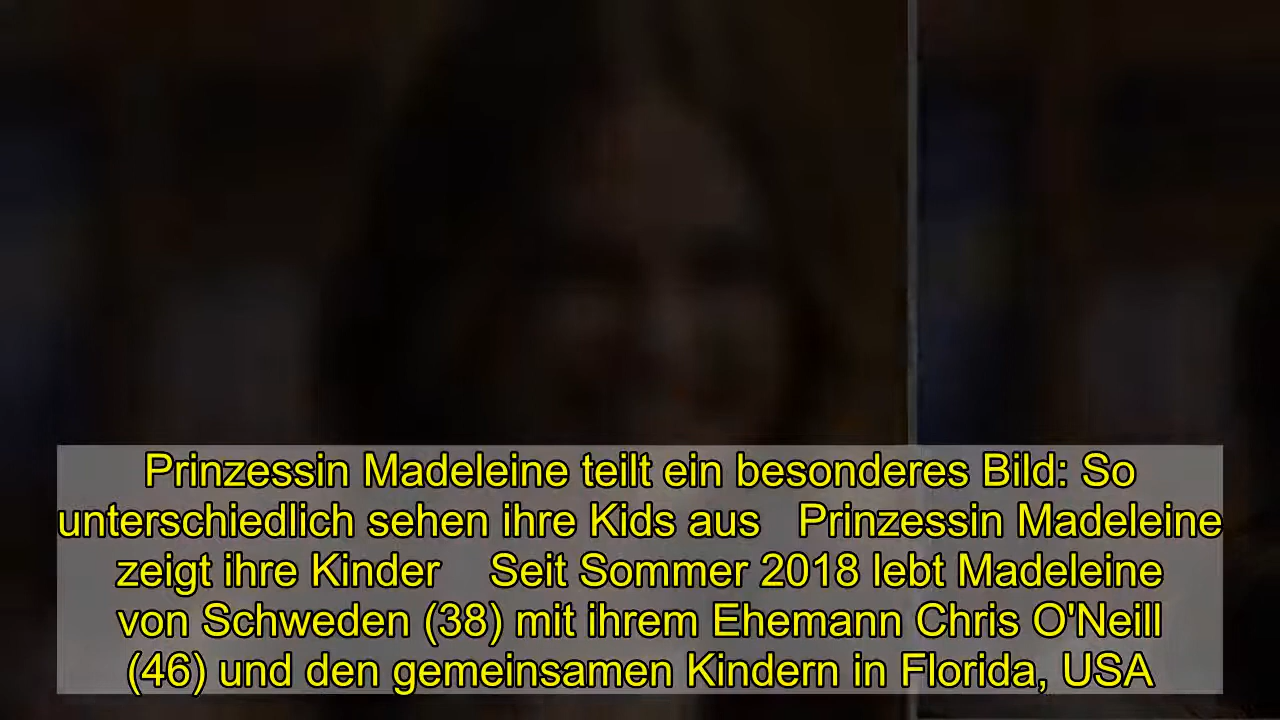 Prinzessin Madeleine teilt ein besonderes Bild: So
unterschiedlich sehen ihre Kids aus   Prinzessin Madeleine
zeigt ihre Kinder    Seit Sommer 2018 lebt Madeleine
von Schweden (38) mit ihrem Ehemann Chris O'Neill
(46) und den gemeinsamen Kindern in Florida, USA